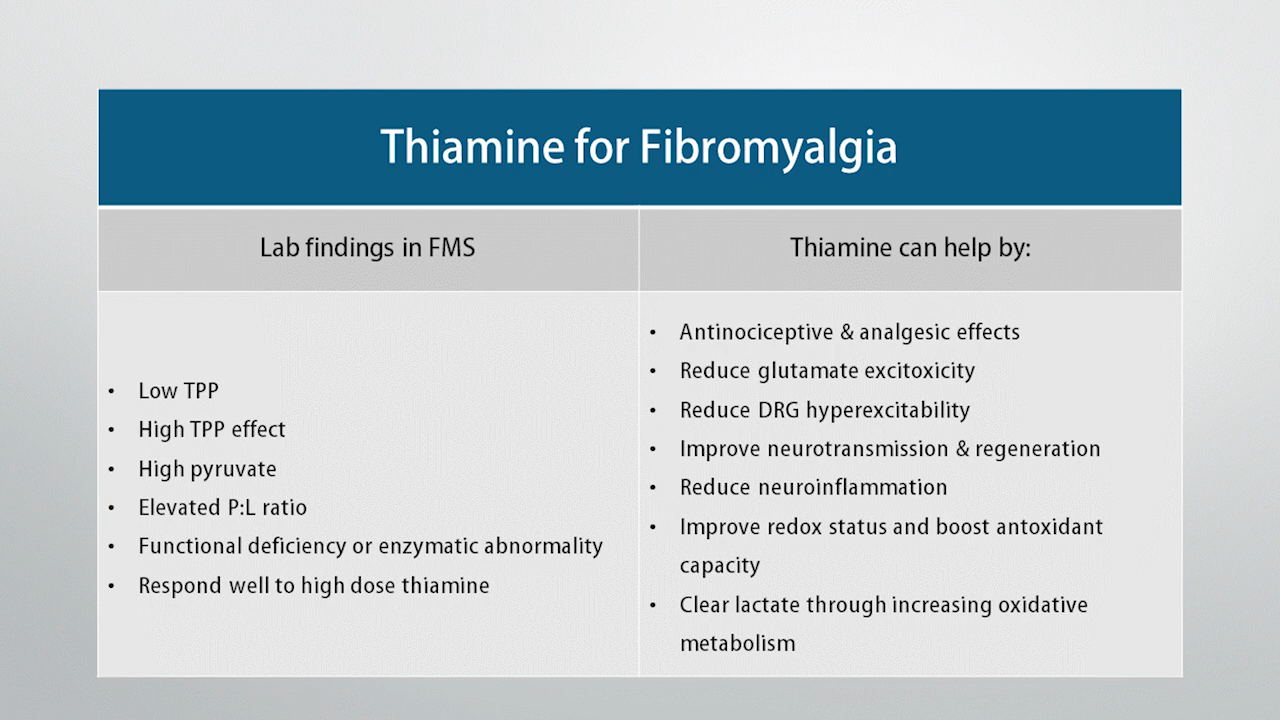 Thiamine for Fibromyalgia
Lab findings in FMS
Thiamine can help by:
• Low TPP
• High TPP effect
• High pyruvate
• Elevated P:L ratio
• Functional deficiency or enzymatic abnormality
• Respond well to high dose thiamine
• Antinociceptive & analgesic effects
• Reduce glutamate excitoxicity
• Reduce DRG hyperexcitability
• Improve neurotransmission & regeneration
• Reduce neuroinflammation
• Improve redox status and boost antoxidant
capacity
• Clear lactate through increasing oxidative
metabolism